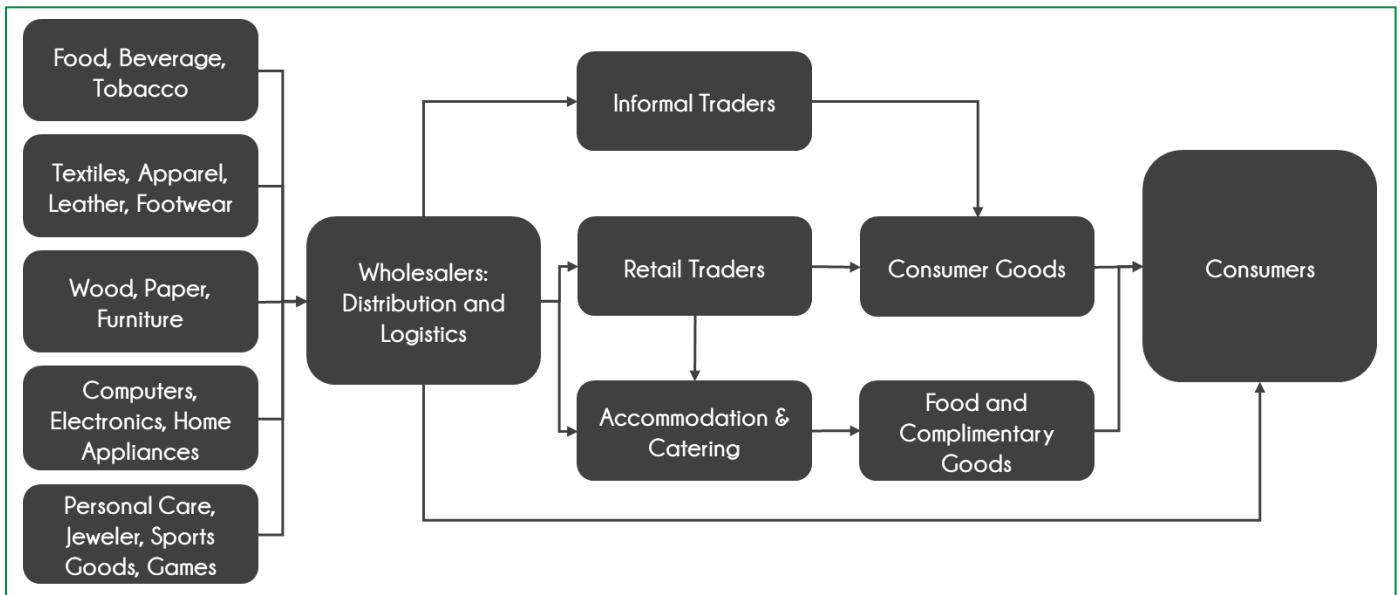 Food, Beverage,
Tobacco
Textiles, Apparel,
Leather, Footwear
Wood, Paper,
Furniture
Computers,
Electronics, Home
Appliances
Personal Care,
Jeweler, Sports
Goods, Games
Wholesalers:
Distribution and
Logistics
Informal Traders
Retail Traders
Accommodation &
Catering
Consumer Goods
Food and
Complimentary
Goods
Consumers